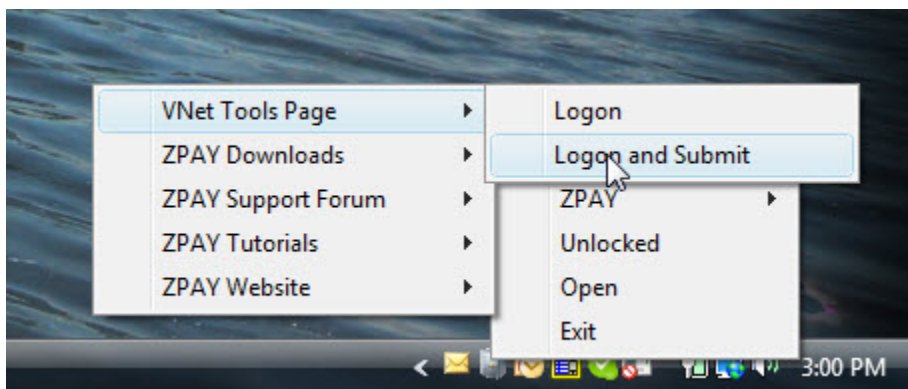 VNet Tools Page
ZPAY Downloads
ZPAY Support Forum
ZPAY Tutorials
ZPAY Website
Logon
Logon and Submit
ZPAY
Unlocked
Open
Exit
3:00 PM